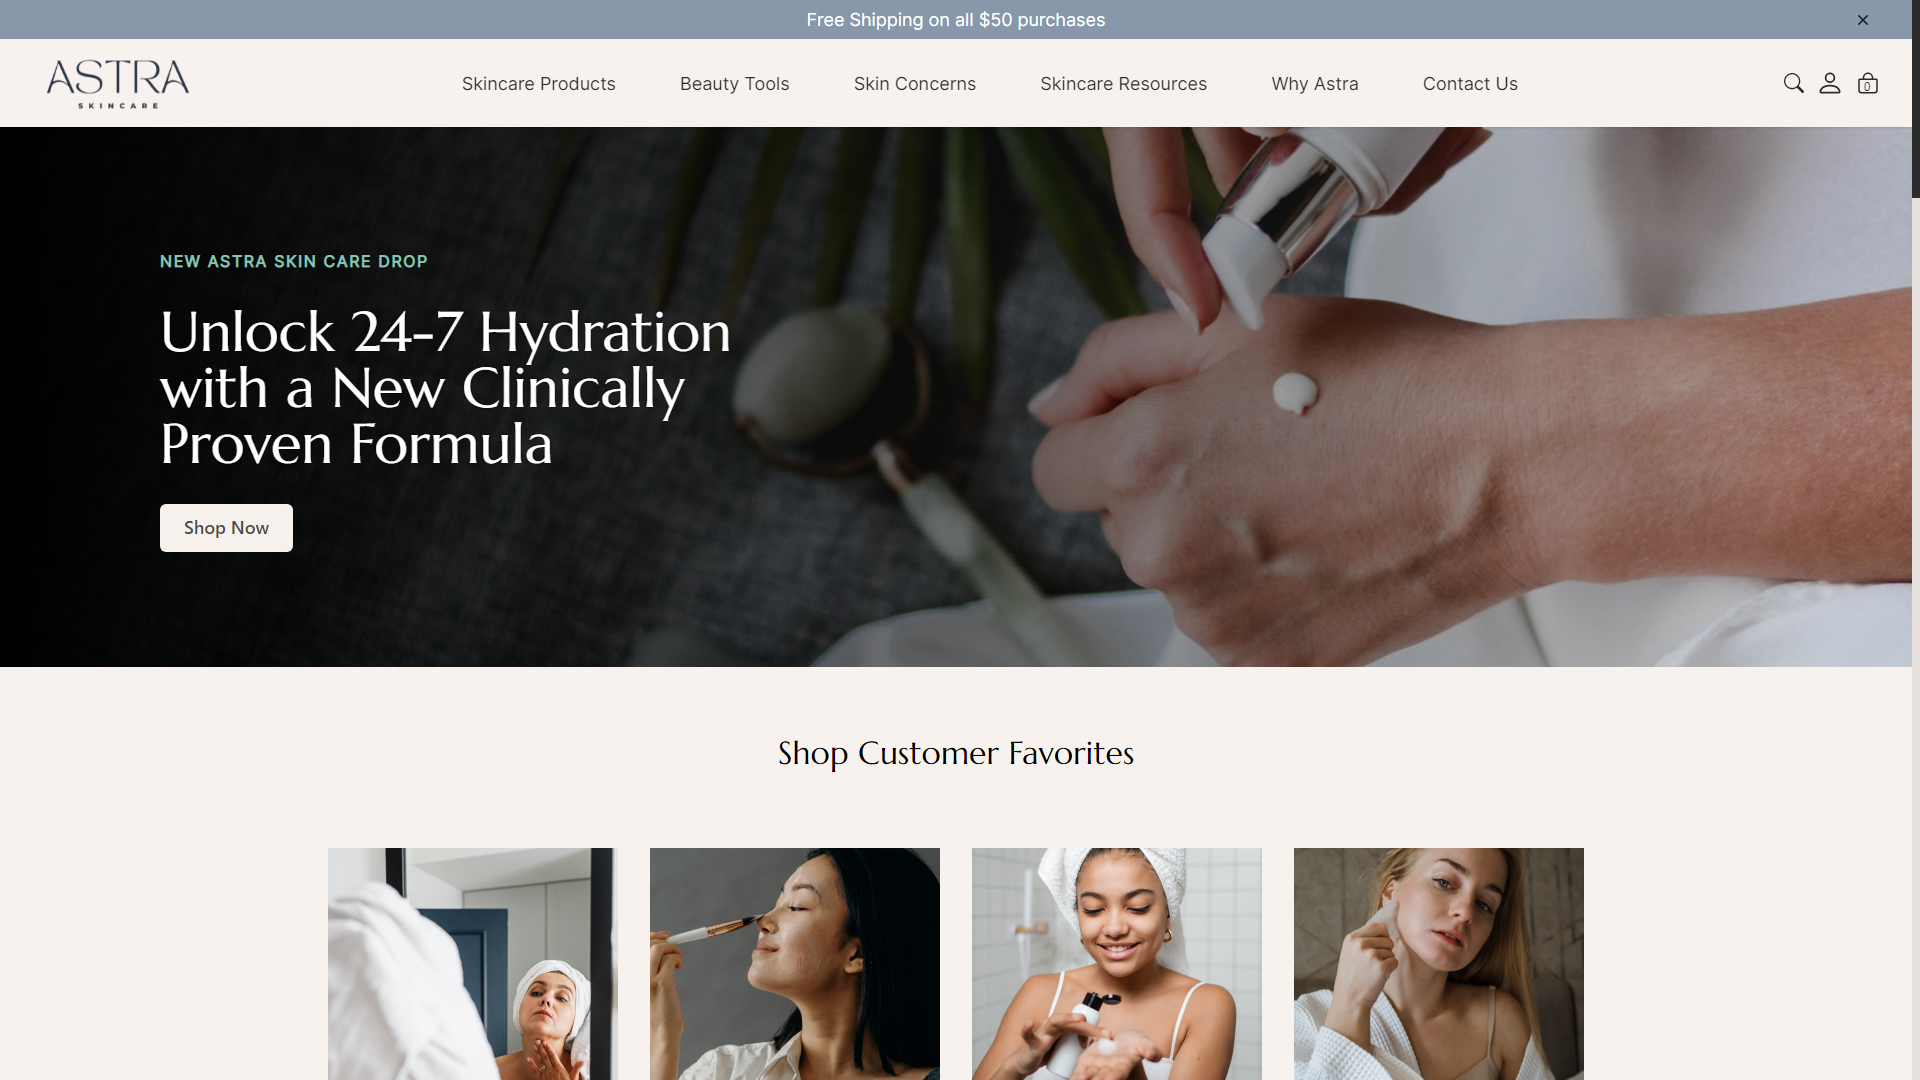 Free Shipping on all $50 purchases
ASTRA
SKINCARE
Skincare Products
Beauty Tools
Skin Concerns
Skincare Resources
Why Astra
Contact Us
0
NEW ASTRA SKIN CARE DROP
Unlock 24-7 Hydration
with a New Clinically
Proven Formula
Shop Now
Shop Customer Favorites